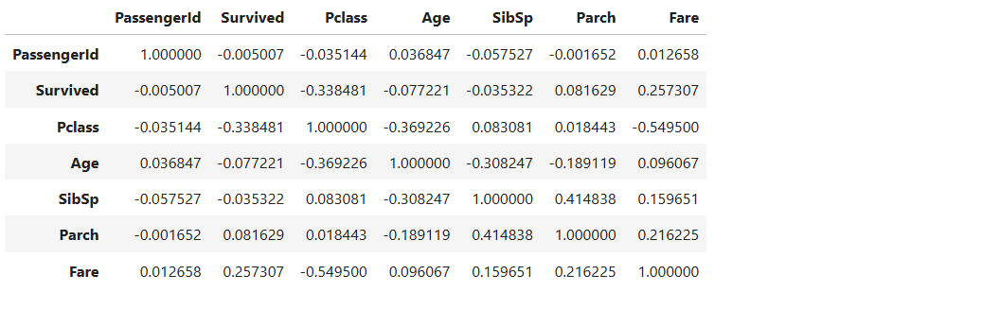 PassengerId Survived Pclass Age SibSp Parch Fare
PassengerId 1.000000 -0.005007 -0.035144 0.036847 -0.057527 -0.001652 0.012658
Survived -0.005007 1.000000 -0.338481 -0.077221 -0.035322 0.081629 0.257307
Pclass -0.035144 -0.338481 1.000000 -0.369226 0.083081 0.018443 -0.549500
Age 0.036847 -0.077221 -0.369226 1.000000 -0.308247 -0.189119 0.096067
SibSp -0.057527 -0.035322 0.083081 -0.308247 1.000000 0.414838 0.159651
Parch -0.001652 0.081629 0.018443 -0.189119 0.414838 1.000000 0.216225
Fare 0.012658 0.257307 -0.549500 0.096067 0.159651 0.216225 1.000000